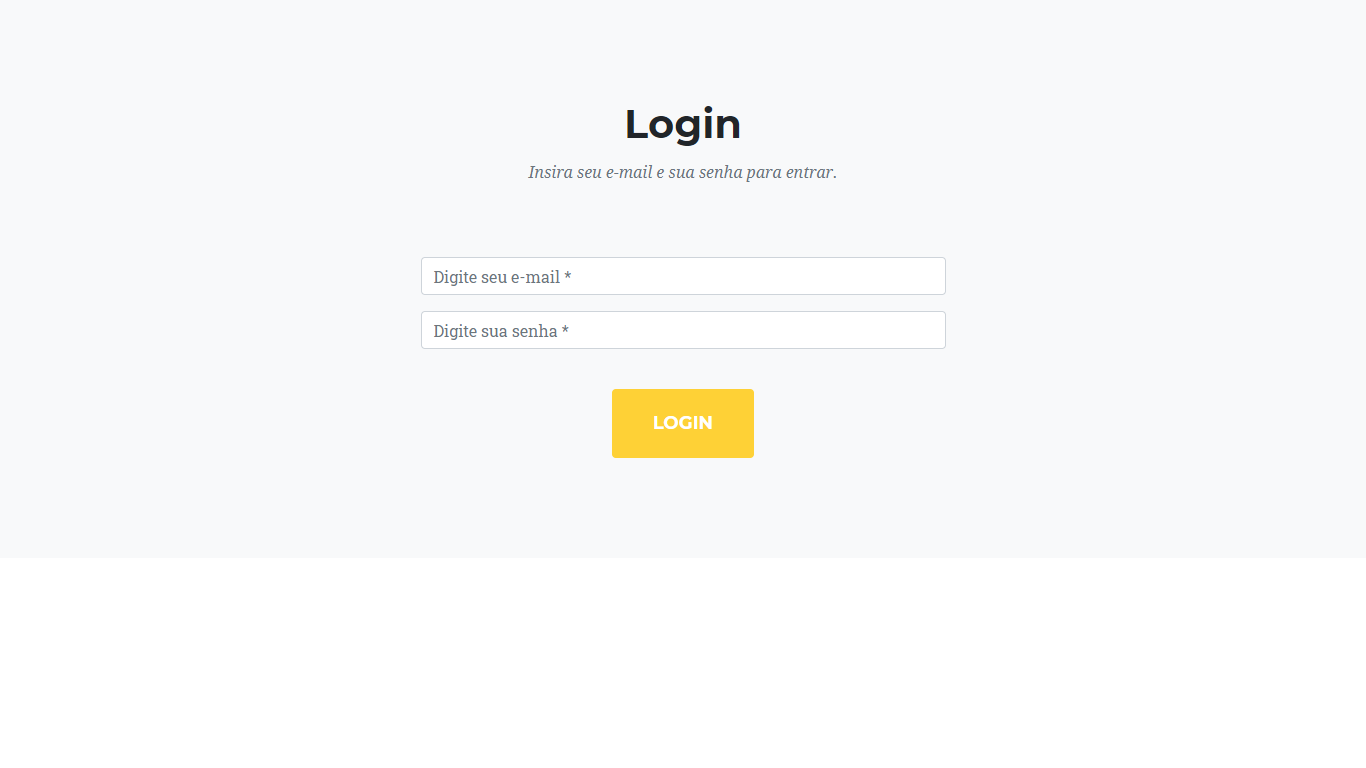 Login
Insira seu e-mail e sua senha para entrar.
Digite seu e-mail *
Digite sua senha *
LOGIN